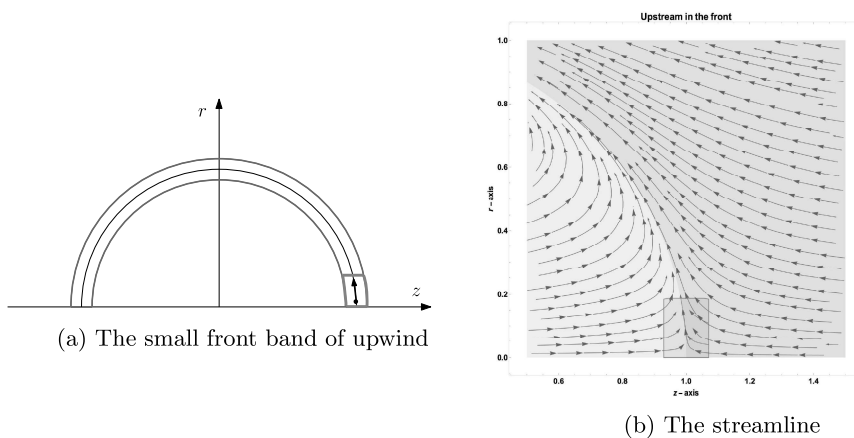 r
z
(a) The small front band of upwind
Upstream in the front
1.0
0.8
0.6
0.4
0.2
0.0
r – axis
0.6 0.8 1.0 1.2 1.4
z – axis
(b) The streamline